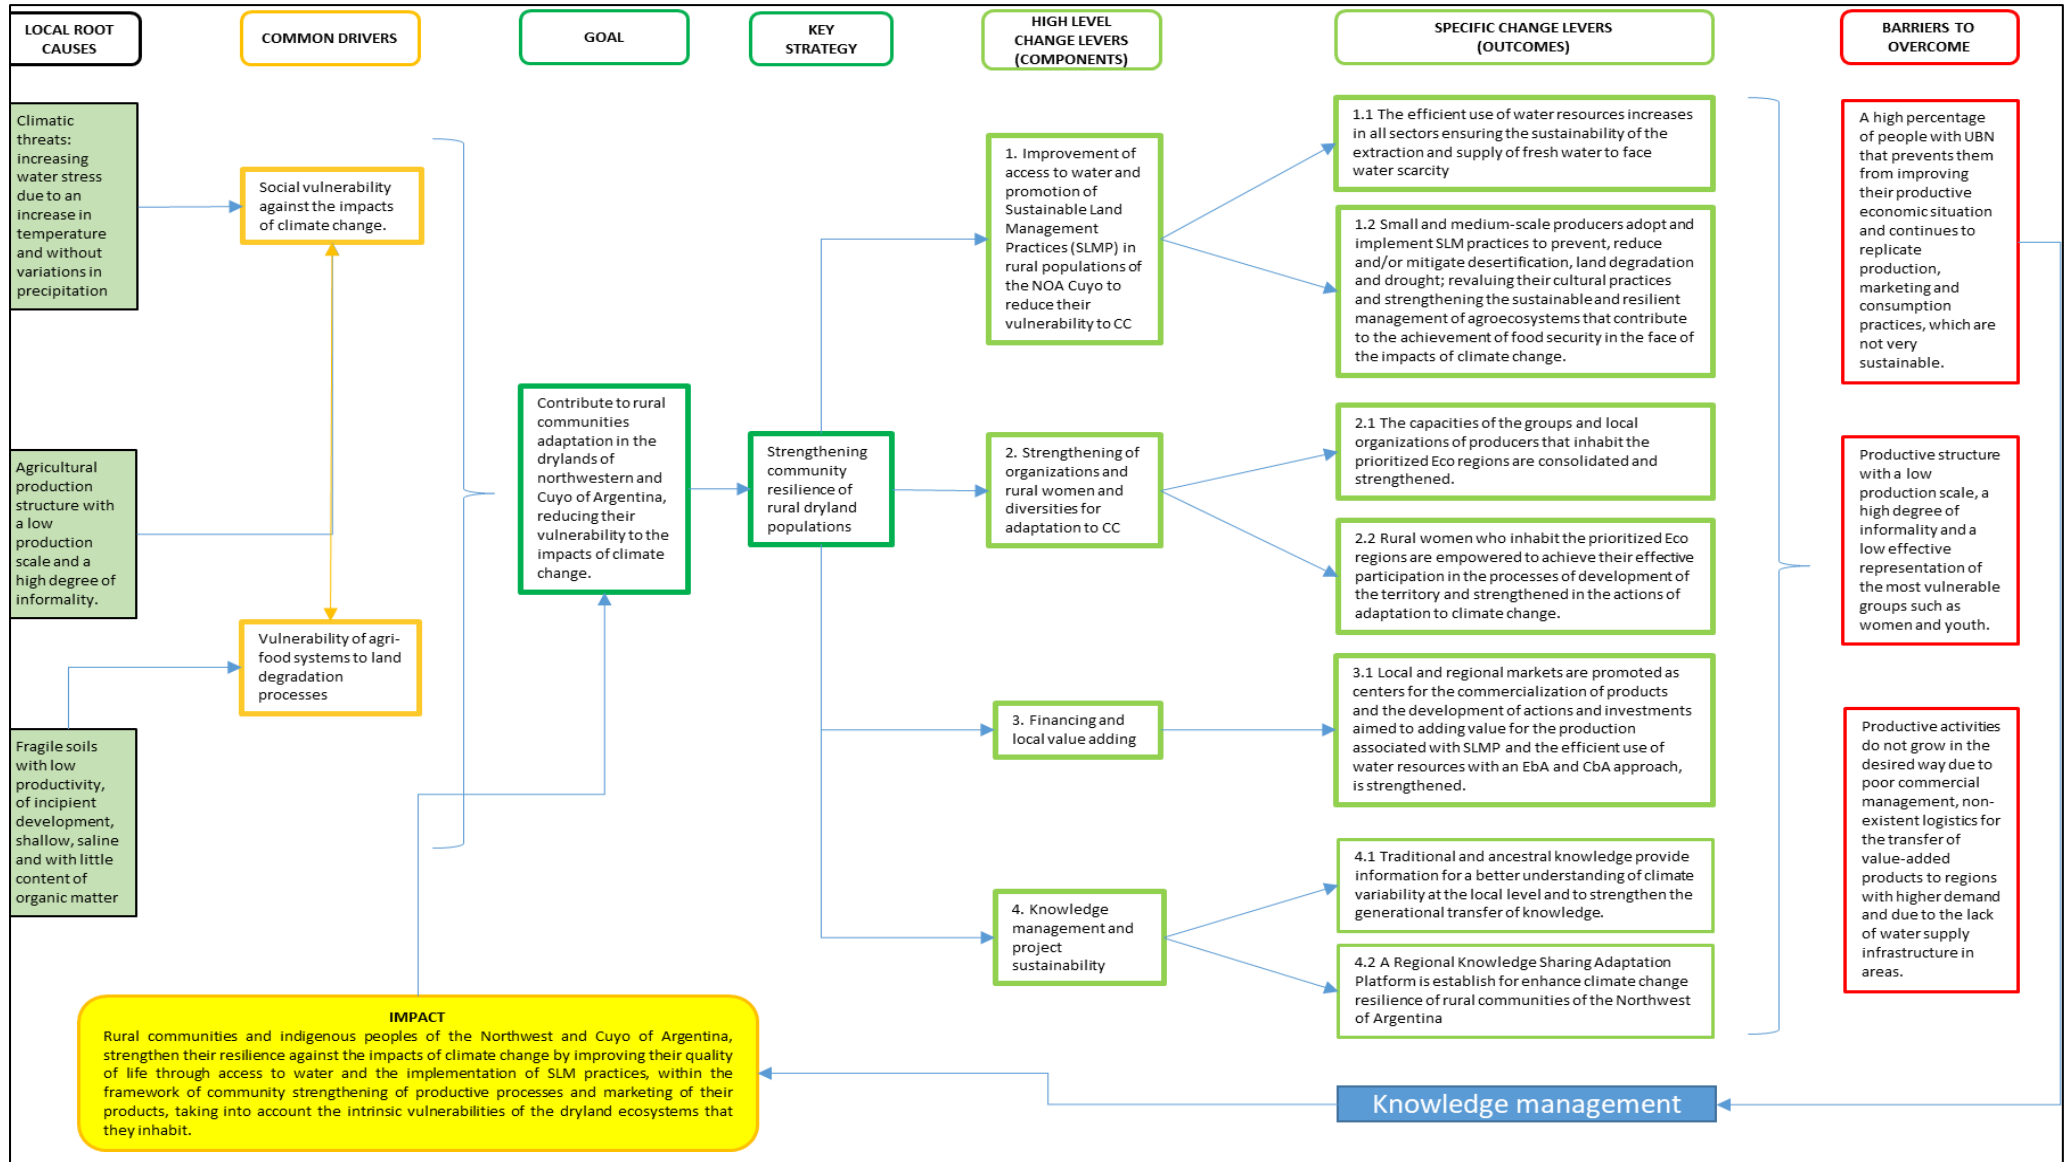 LOCAL ROOT
CAUSES
COMMON DRIVERS
GOAL
KEY
STRATEGY
HIGH LEVEL
CHANGE LEVERS
(COMPONENTS)
SPECIFIC CHANGE LEVERS
(OUTCOMES)
BARRIERS TO
OVERCOME
Climatic
threats:
increasing
water stress
due to an
increase in
temperature
and without
variations in
precipitation
Agricultural
production
structure with
a low
production
scale and a
high degree of
informality.
Fragile soils
with low
productivity,
of incipient
development,
shallow, saline
and with little
content of
organic matter
Social vulnerability
against the impacts
of climate change.
Vulnerability of agri-
food systems to land
degradation
processes
Contribute to rural
communities
adaptation in the
drylands of
northwestern and
Cuyo of Argentina,
reducing their
vulnerability to the
impacts of climate
change.
Strengthening
community
resilience of
rural dryland
populations
1. Improvement of
access to water and
promotion of
Sustainable Land
Management
Practices (SLMP) in
rural populations of
the NOA Cuyo to
reduce their
vulnerability to CC
2. Strengthening of
organizations and
rural women and
diversities for
adaptation to CC
3. Financing and
local value adding
4. Knowledge
management and
project
sustainability
1.1 The efficient use of water resources increases
in all sectors ensuring the sustainability of the
extraction and supply of fresh water to face
water scarcity
1.2 Small and medium-scale producers adopt and
implement SLM practices to prevent, reduce
and/or mitigate desertification, land degradation
and drought; revaluing their cultural practices
and strengthening the sustainable and resilient
management of agroecosystems that contribute
to the achievement of food security in the face of
the impacts of climate change.
2.1 The capacities of the groups and local
organizations of producers that inhabit the
prioritized Eco regions are consolidated and
strengthened.
2.2 Rural women who inhabit the prioritized Eco
regions are empowered to achieve their effective
participation in the processes of development of
the territory and strengthened in the actions of
adaptation to climate change.
3.1 Local and regional markets are promoted as
centers for the commercialization of products
and the development of actions and investments
aimed to adding value for the production
associated with SLMP and the efficient use of
water resources with an EbA and CbA approach,
is strengthened.
4.1 Traditional and ancestral knowledge provide
information for a better understanding of climate
variability at the local level and to strengthen the
generational transfer of knowledge.
4.2 A Regional Knowledge Sharing Adaptation
Platform is establish for enhance climate change
resilience of rural communities of the Northwest
of Argentina
A high percentage
of people with UBN
that prevents them
from improving
their productive
economic situation
and continues to
replicate
production,
marketing and
consumption
practices, which are
not very
sustainable.
Productive structure
with a low
production scale, a
high degree of
informality and a
low effective
representation of
the most vulnerable
groups such as
women and youth.
Productive activities
do not grow in the
desired way due to
poor commercial
management, non-
existent logistics for
the transfer of
value-added
products to regions
with higher demand
and due to the lack
of water supply
infrastructure in
areas.
IMPACT
Rural communities and indigenous peoples of the Northwest and Cuyo of Argentina,
strengthen their resilience against the impacts of climate change by improving their quality
of life through access to water and the implementation of SLM practices, within the
framework of community strengthening of productive processes and marketing of their
products, taking into account the intrinsic vulnerabilities of the dryland ecosystems that
they inhabit.
Knowledge management